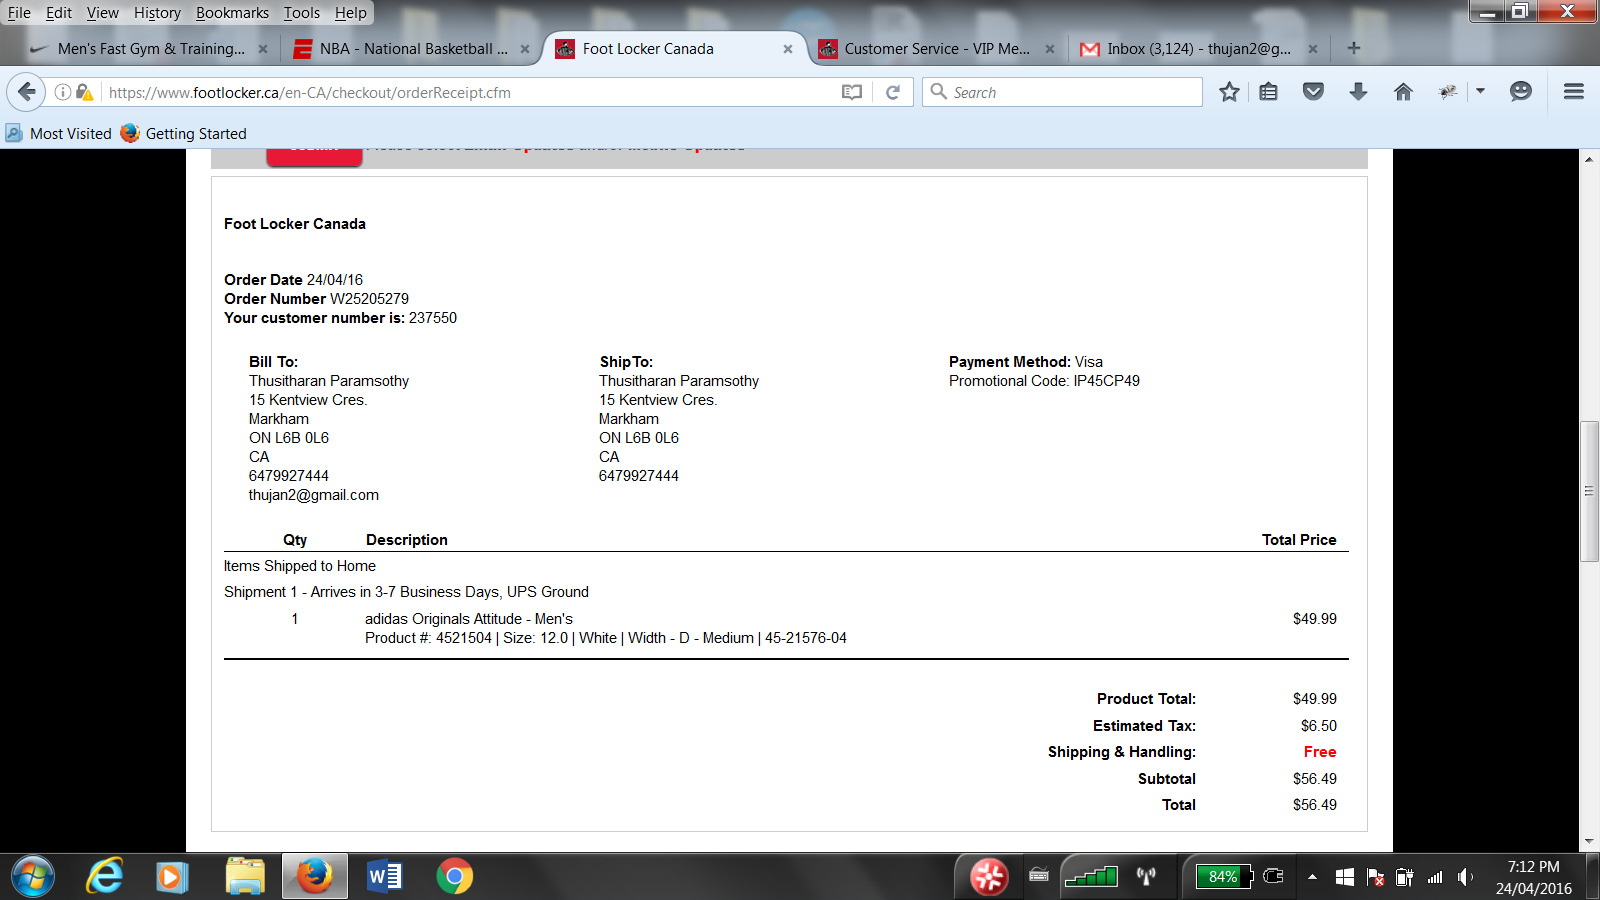 File Edit View History Bookmarks Tools Help
Men's Fast Gym & Training... NBA - National Basketball ... Foot Locker Canada Customer Service - VIP Me... Inbox (3,124) - thujan2@g...
https://www.footlocker.ca/en-CA/checkout/orderReceipt.cfm Search
Most Visited Getting Started
Foot Locker Canada
Order Date 24/04/16
Order Number W25205279
Your customer number is: 237550
Bill To: ShipTo: Payment Method: Visa
Thusitharan Paramsothy Thusitharan Paramsothy Promotional Code: IP45CP49
15 Kentview Cres. 15 Kentview Cres.
Markham Markham
ON L6B 0L6 ON L6B 0L6
CA CA
6479927444 6479927444
thujan2@gmail.com
Qty Description Total Price
Items Shipped to Home
Shipment 1 - Arrives in 3-7 Business Days, UPS Ground
1 adidas Originals Attitude - Men's $49.99
Product #: 4521504 | Size: 12.0 | White | Width - D - Medium | 45-21576-04
Product Total: $49.99
Estimated Tax: $6.50
Shipping & Handling: Free
Subtotal $56.49
Total $56.49
84% 7:12 PM
24/04/2016